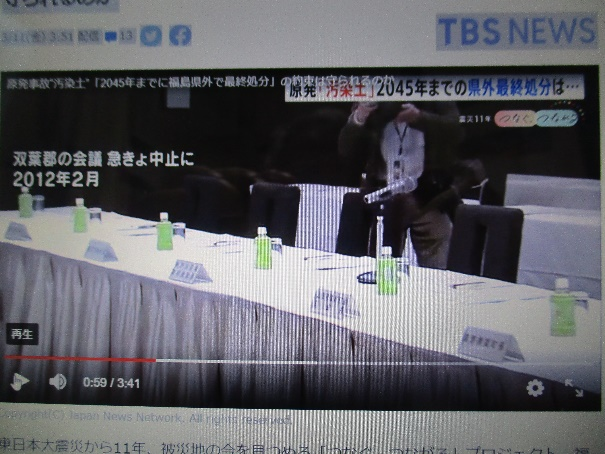 3/11(金) 3:51 配信 13
TBS NEWS
原発事故“汚染土”「2045年までに福島県外で最終処分」の約束は守られるのか
原発「汚染土」2045年までの県外最終処分は…
震災11年 つなぐ、つながる
双葉郡の会議 急きょ中止に
2012年2月
再生
0:59 / 3:41
Copyright(C) Japan News Network. All rights reserved.
東日本大震災から11年、被災地の今を見つめる「つなぐ、つながる」プロジェクト。福